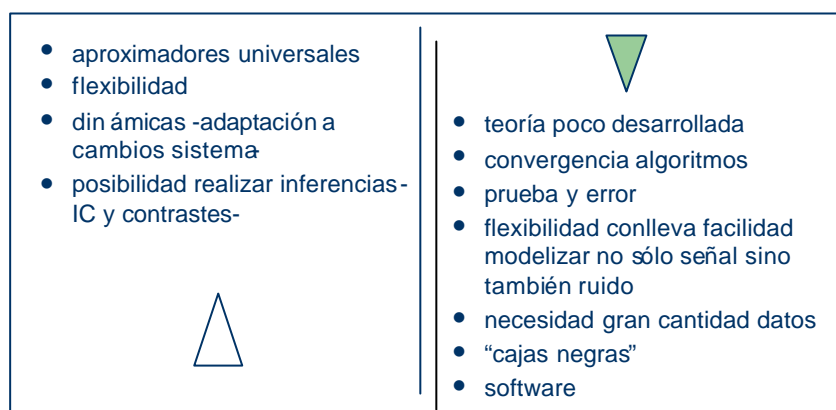 • aproximadores universales
• flexibilidad
• din ámicas -adaptación a
cambios sistema-
• posibilidad realizar inferencias-
IC y contrastes-
• teoría poco desarrollada
• convergencia algoritmos
• prueba y error
• flexibilidad conlleva facilidad
modelizar no sólo señal sino
también ruido
• necesidad gran cantidad datos
• “cajas negras”
• software